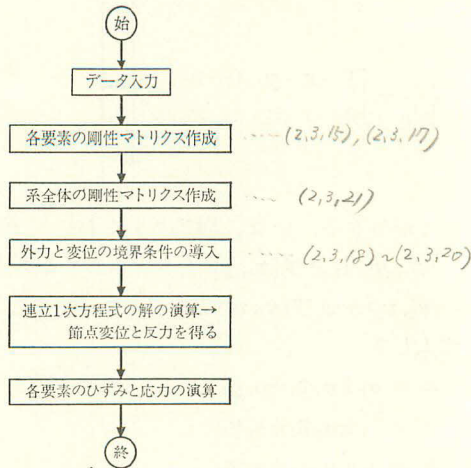 始
データ入力
各要素の剛性マトリクス作成 ····· (2,3,15), (2,3,17)
系全体の剛性マトリクス作成 ···· (2,3,21)
外力と変位の境界条件の導入 ····· (2,3,18)~(2,3,20)
連立1次方程式の解の演算→
節点変位と反力を得る
各要素のひずみと応力の演算
終